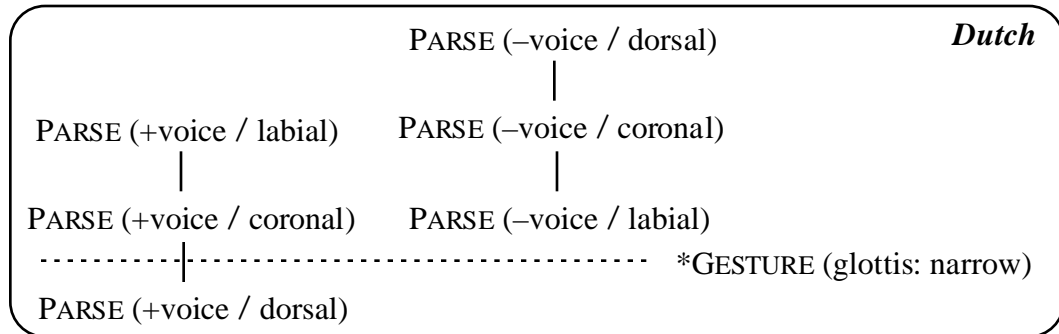 PARSE (–voice / dorsal) Dutch
PARSE (+voice / labial) PARSE (–voice / coronal)
PARSE (+voice / coronal) PARSE (–voice / labial)
*GESTURE (glottis: narrow)
PARSE (+voice / dorsal)